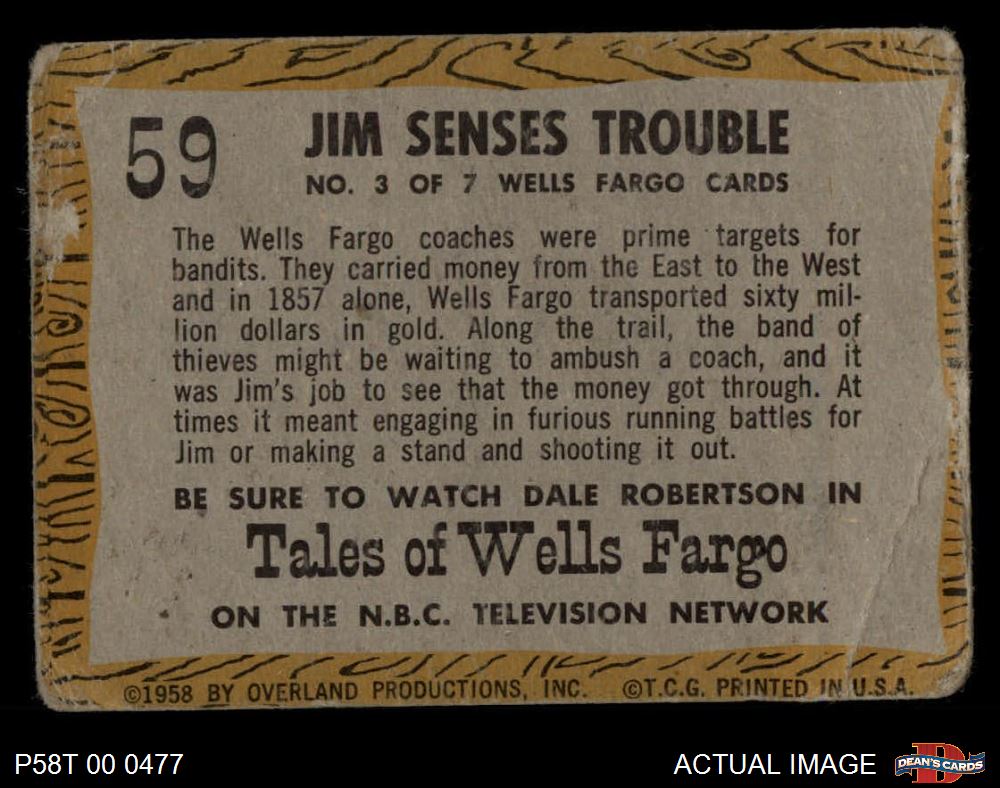 59
JIM SENSES TROUBLE
NO. 3 OF 7 WELLS FARGO CARDS
The Wells Fargo coaches were prime targets for
bandits. They carried money from the East to the West
and in 1857 alone, Wells Fargo transported sixty mil-
lion dollars in gold. Along the trail, the band of
thieves might be waiting to ambush a coach, and it
was Jim's job to see that the money got through. At
times it meant engaging in furious running battles for
Jim or making a stand and shooting it out.
BE SURE TO WATCH DALE ROBERTSON IN
Tales of Wells Fargo
ON THE N.B.C. TELEVISION NETWORK
©1958 BY OVERLAND PRODUCTIONS, INC. ©T.C.G. PRINTED IN U.S.A.
P58T 00 0477
ACTUAL IMAGE
DEAN'S CARDS